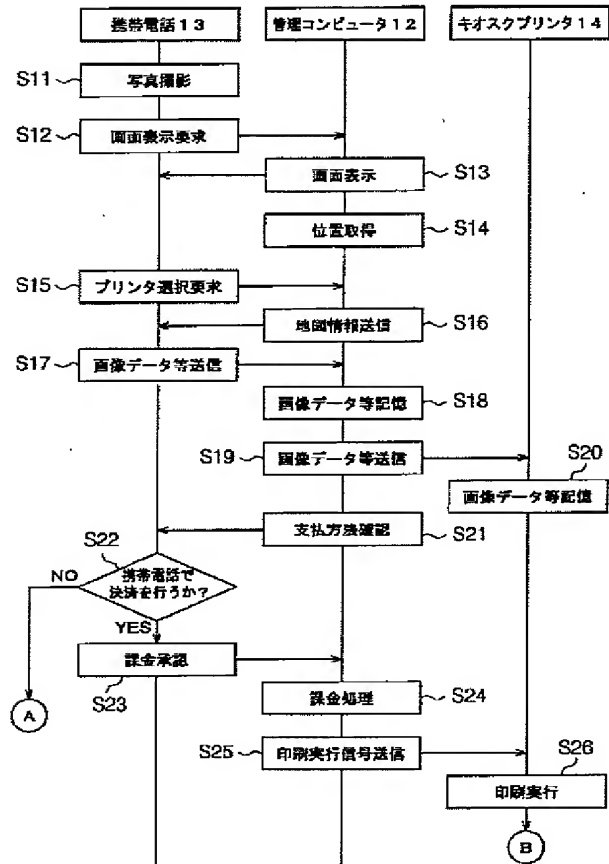 携帯電話13
管理コンピュータ12
キオスクプリンタ14
S11
写真撮影
S12
画面表示要求
画面表示
S13
位置取得
S14
S15
プリンタ選択要求
地図情報送信
S16
S17
画像データ等送信
画像データ等記憶
S18
S19
画像データ等送信
S20
画像データ等記憶
支払方法確認
S21
S22
NO
携帯電話で
決済を行うか？
YES
課金承認
S23
A
課金処理
S24
S25
印刷実行信号送信
S26
印刷実行
B